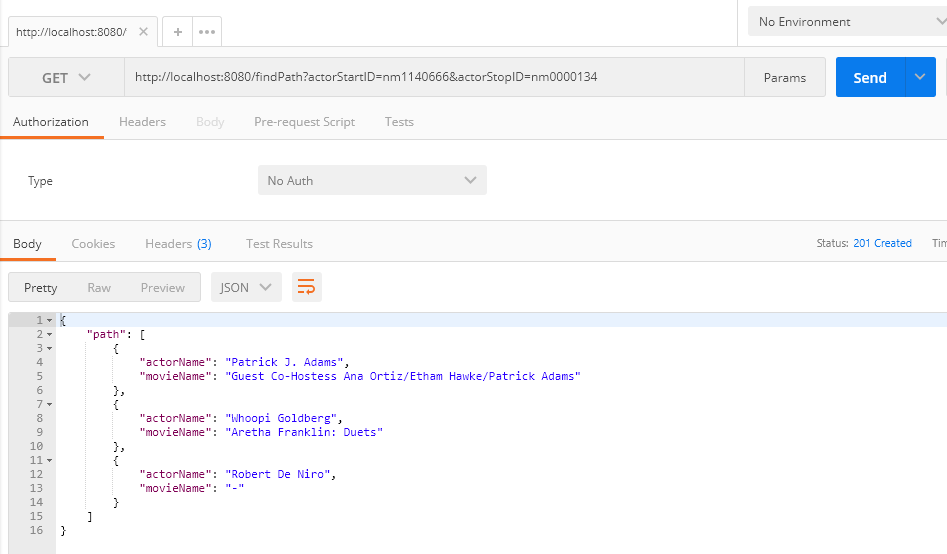 http://localhost:8080/ ✕ + ••• No Environment
GET http://localhost:8080/findPath?actorStartID=nm1140666&actorStopID=nm0000134 Params Send
Authorization Headers Body Pre-request Script Tests
Type No Auth
Body Cookies Headers (3) Test Results Status: 201 Created
Pretty Raw Preview JSON
1 {
2 "path": [
3 {
4 "actorName": "Patrick J. Adams",
5 "movieName": "Guest Co-Hostess Ana Ortiz/Etham Hawke/Patrick Adams"
6 },
7 {
8 "actorName": "Whoopi Goldberg",
9 "movieName": "Aretha Franklin: Duets"
10 },
11 {
12 "actorName": "Robert De Niro",
13 "movieName": "-"
14 }
15 ]
16 }